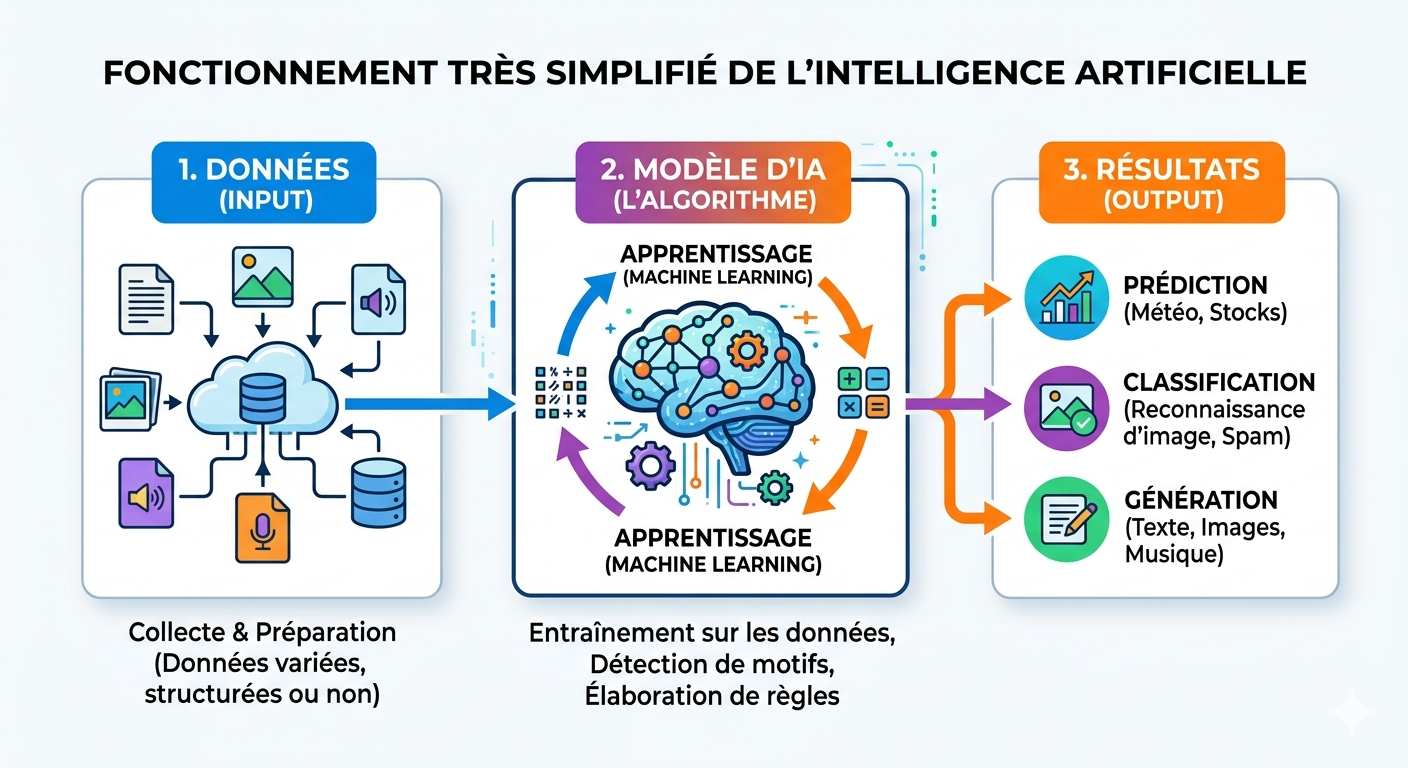 FONCTIONNEMENT TRÈS SIMPLIFIÉ DE L'INTELLIGENCE ARTIFICIELLE
1. DONNÉES
(INPUT)
Collecte & Préparation
(Données variées,
structurées ou non)
2. MODÈLE D'IA
(L'ALGORITHME)
APPRENTISSAGE
(MACHINE LEARNING)
APPRENTISSAGE
(MACHINE LEARNING)
Entraînement sur les données,
Détection de motifs,
Élaboration de règles
3. RÉSULTATS
(OUTPUT)
PRÉDICTION
(Météo, Stocks)
CLASSIFICATION
(Reconnaissance
d'image, Spam)
GÉNÉRATION
(Texte, Images,
Musique)